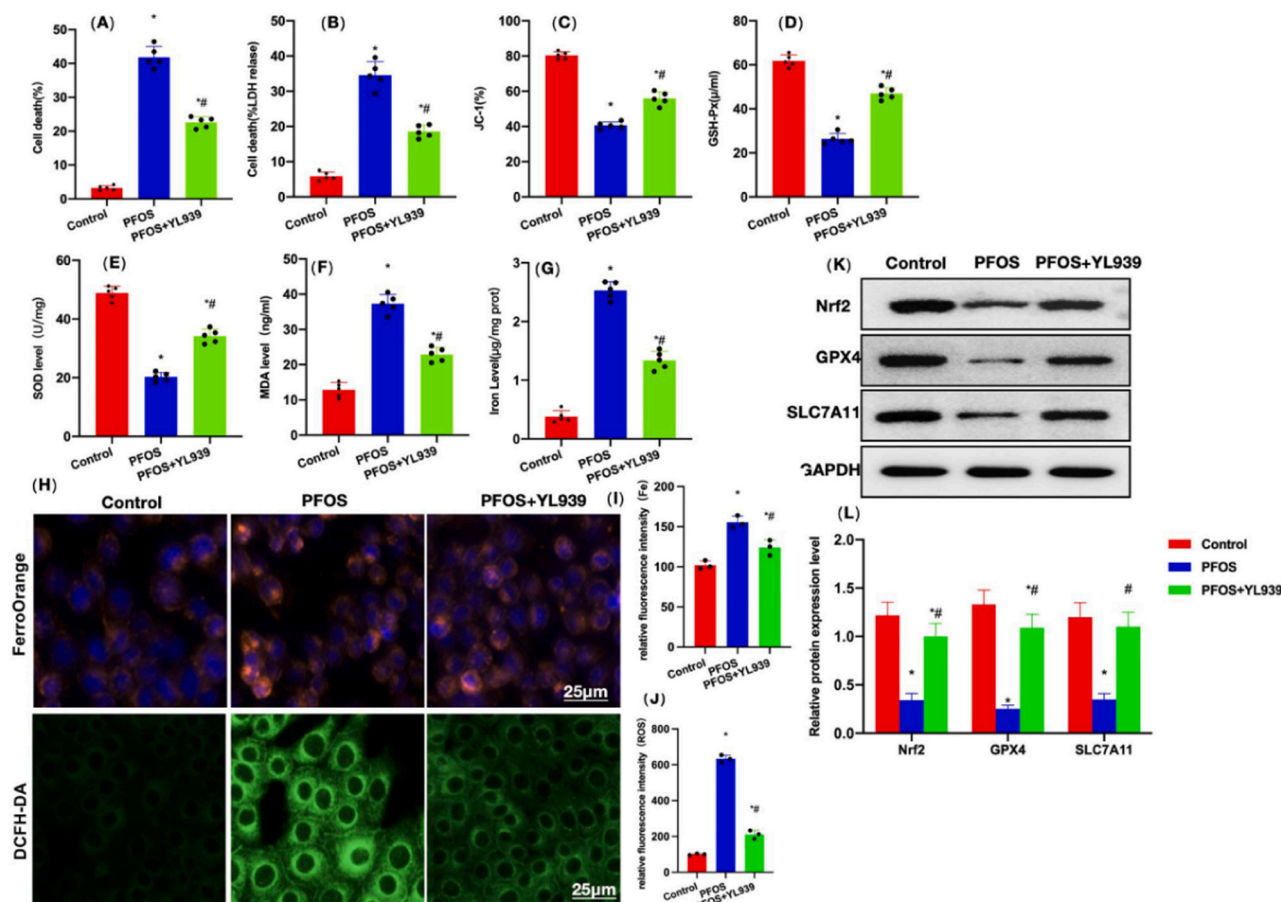 (A)
Cell death(%)
50
40
30
20
10
0
*
*#
Control
PFOS
PFOS+YL939
(B)
Cell death(%LDH relase)
50
40
30
20
10
0
*
*#
Control
PFOS
PFOS+YL939
(C)
JC-1(%)
100
80
60
40
20
0
*
*#
Control
PFOS
PFOS+YL939
(D)
GSH-Px(μ/ml)
80
60
40
20
0
*
*#
Control
PFOS
PFOS+YL939
(E)
SOD level (U/mg)
60
40
20
0
*
*#
Control
PFOS
PFOS+YL939
(F)
MDA level (ng/ml)
50
40
30
20
10
0
*
*#
Control
PFOS
PFOS+YL939
(G)
Iron Level(μg/mg prot)
3
2
1
0
*
*#
Control
PFOS
PFOS+YL939
(H)
Control PFOS PFOS+YL939
FerroOrange
25μm
DCFH-DA
25μm
(I)
relative fluorescence intensity (Fe)
200
150
100
50
0
*
*#
Control
PFOS
PFOS+YL939
(J)
relative fluorescence intensity (ROS)
800
600
400
200
0
*
*#
Control
PFOS
PFOS+YL939
(K)
Control PFOS PFOS+YL939
Nrf2
GPX4
SLC7A11
GAPDH
(L)
Relative protein expression level
2.0
1.5
1.0
0.5
0.0
* *#
* *#
* #
Nrf2 GPX4 SLC7A11
Control
PFOS
PFOS+YL939